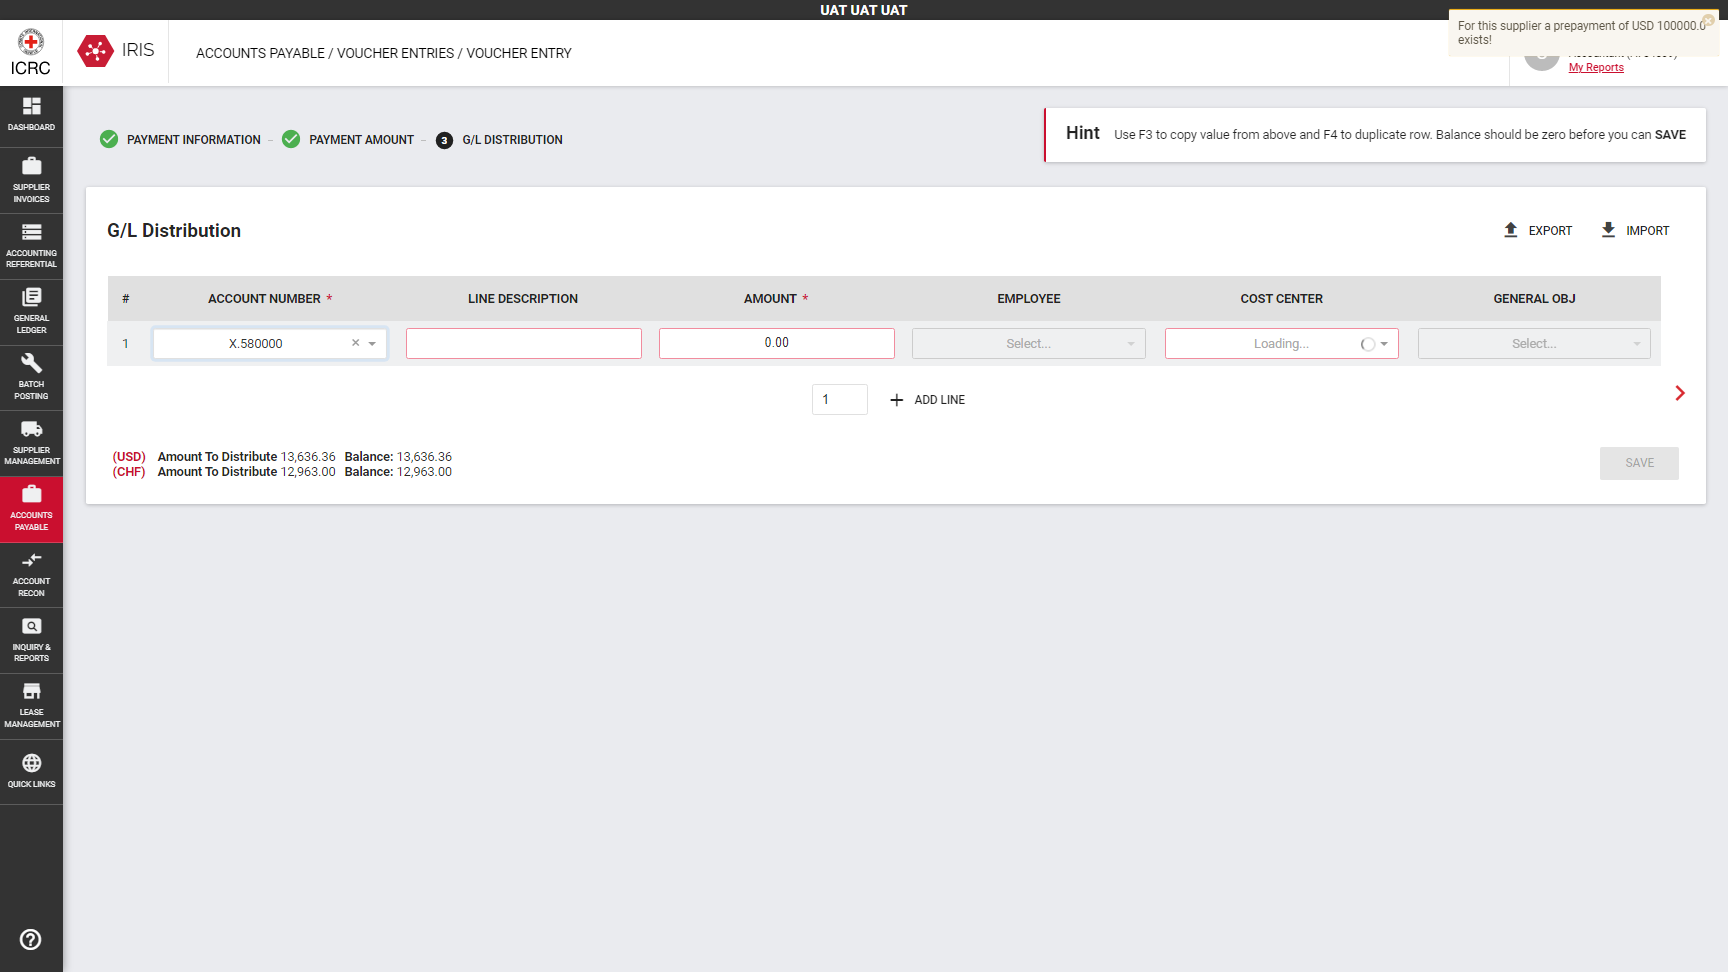 UAT UAT UAT
ICRC
IRIS
ACCOUNTS PAYABLE / VOUCHER ENTRIES / VOUCHER ENTRY
For this supplier a prepayment of USD 100000.0
exists!
My Reports
DASHBOARD
SUPPLIER
INVOICES
ACCOUNTING
REFERENTIAL
GENERAL
LEDGER
BATCH
POSTING
SUPPLIER
MANAGEMENT
ACCOUNTS
PAYABLE
ACCOUNT
RECON
INQUIRY &
REPORTS
LEASE
MANAGEMENT
QUICK LINKS
PAYMENT INFORMATION – PAYMENT AMOUNT – 3 G/L DISTRIBUTION
Hint Use F3 to copy value from above and F4 to duplicate row. Balance should be zero before you can SAVE
G/L Distribution
EXPORT IMPORT
# ACCOUNT NUMBER * LINE DESCRIPTION AMOUNT * EMPLOYEE COST CENTER GENERAL OBJ
1 X.580000 × 0.00 Select... Loading... Select...
1 + ADD LINE
(USD) Amount To Distribute 13,636.36 Balance: 13,636.36
(CHF) Amount To Distribute 12,963.00 Balance: 12,963.00
SAVE